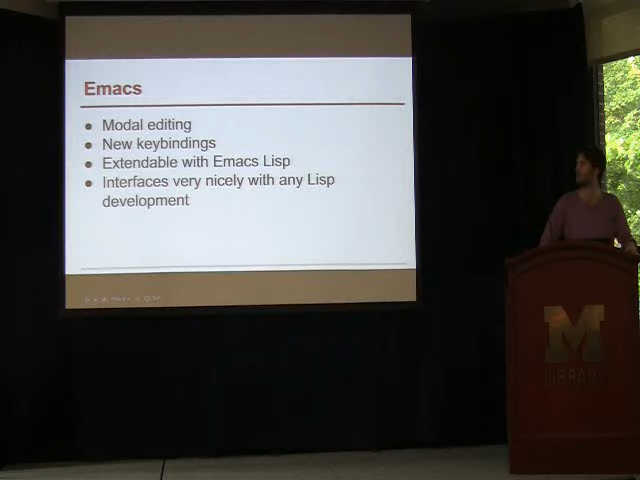 Emacs
● Modal editing
● New keybindings
● Extendable with Emacs Lisp
● Interfaces very nicely with any Lisp
development
M
LIBRARY